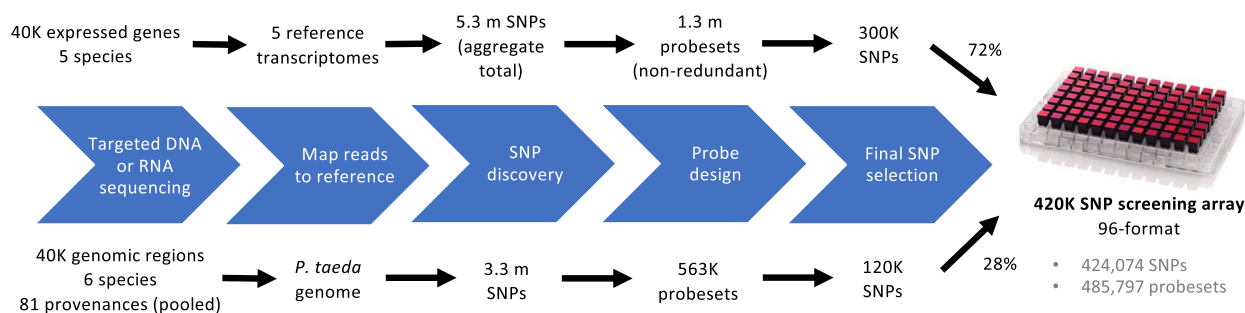 40K expressed genes
5 species
5 reference
transcriptomes
5.3 m SNPs
(aggregate
total)
1.3 m
probesets
(non-redundant)
300K
SNPs
72%
Targeted DNA
or RNA
sequencing
Map reads
to reference
SNP
discovery
Probe
design
Final SNP
selection
40K genomic regions
6 species
81 provenances (pooled)
P. taeda
genome
3.3 m
SNPs
563K
probesets
120K
SNPs
28%
420K SNP screening array
96-format
• 424,074 SNPs
• 485,797 probesets